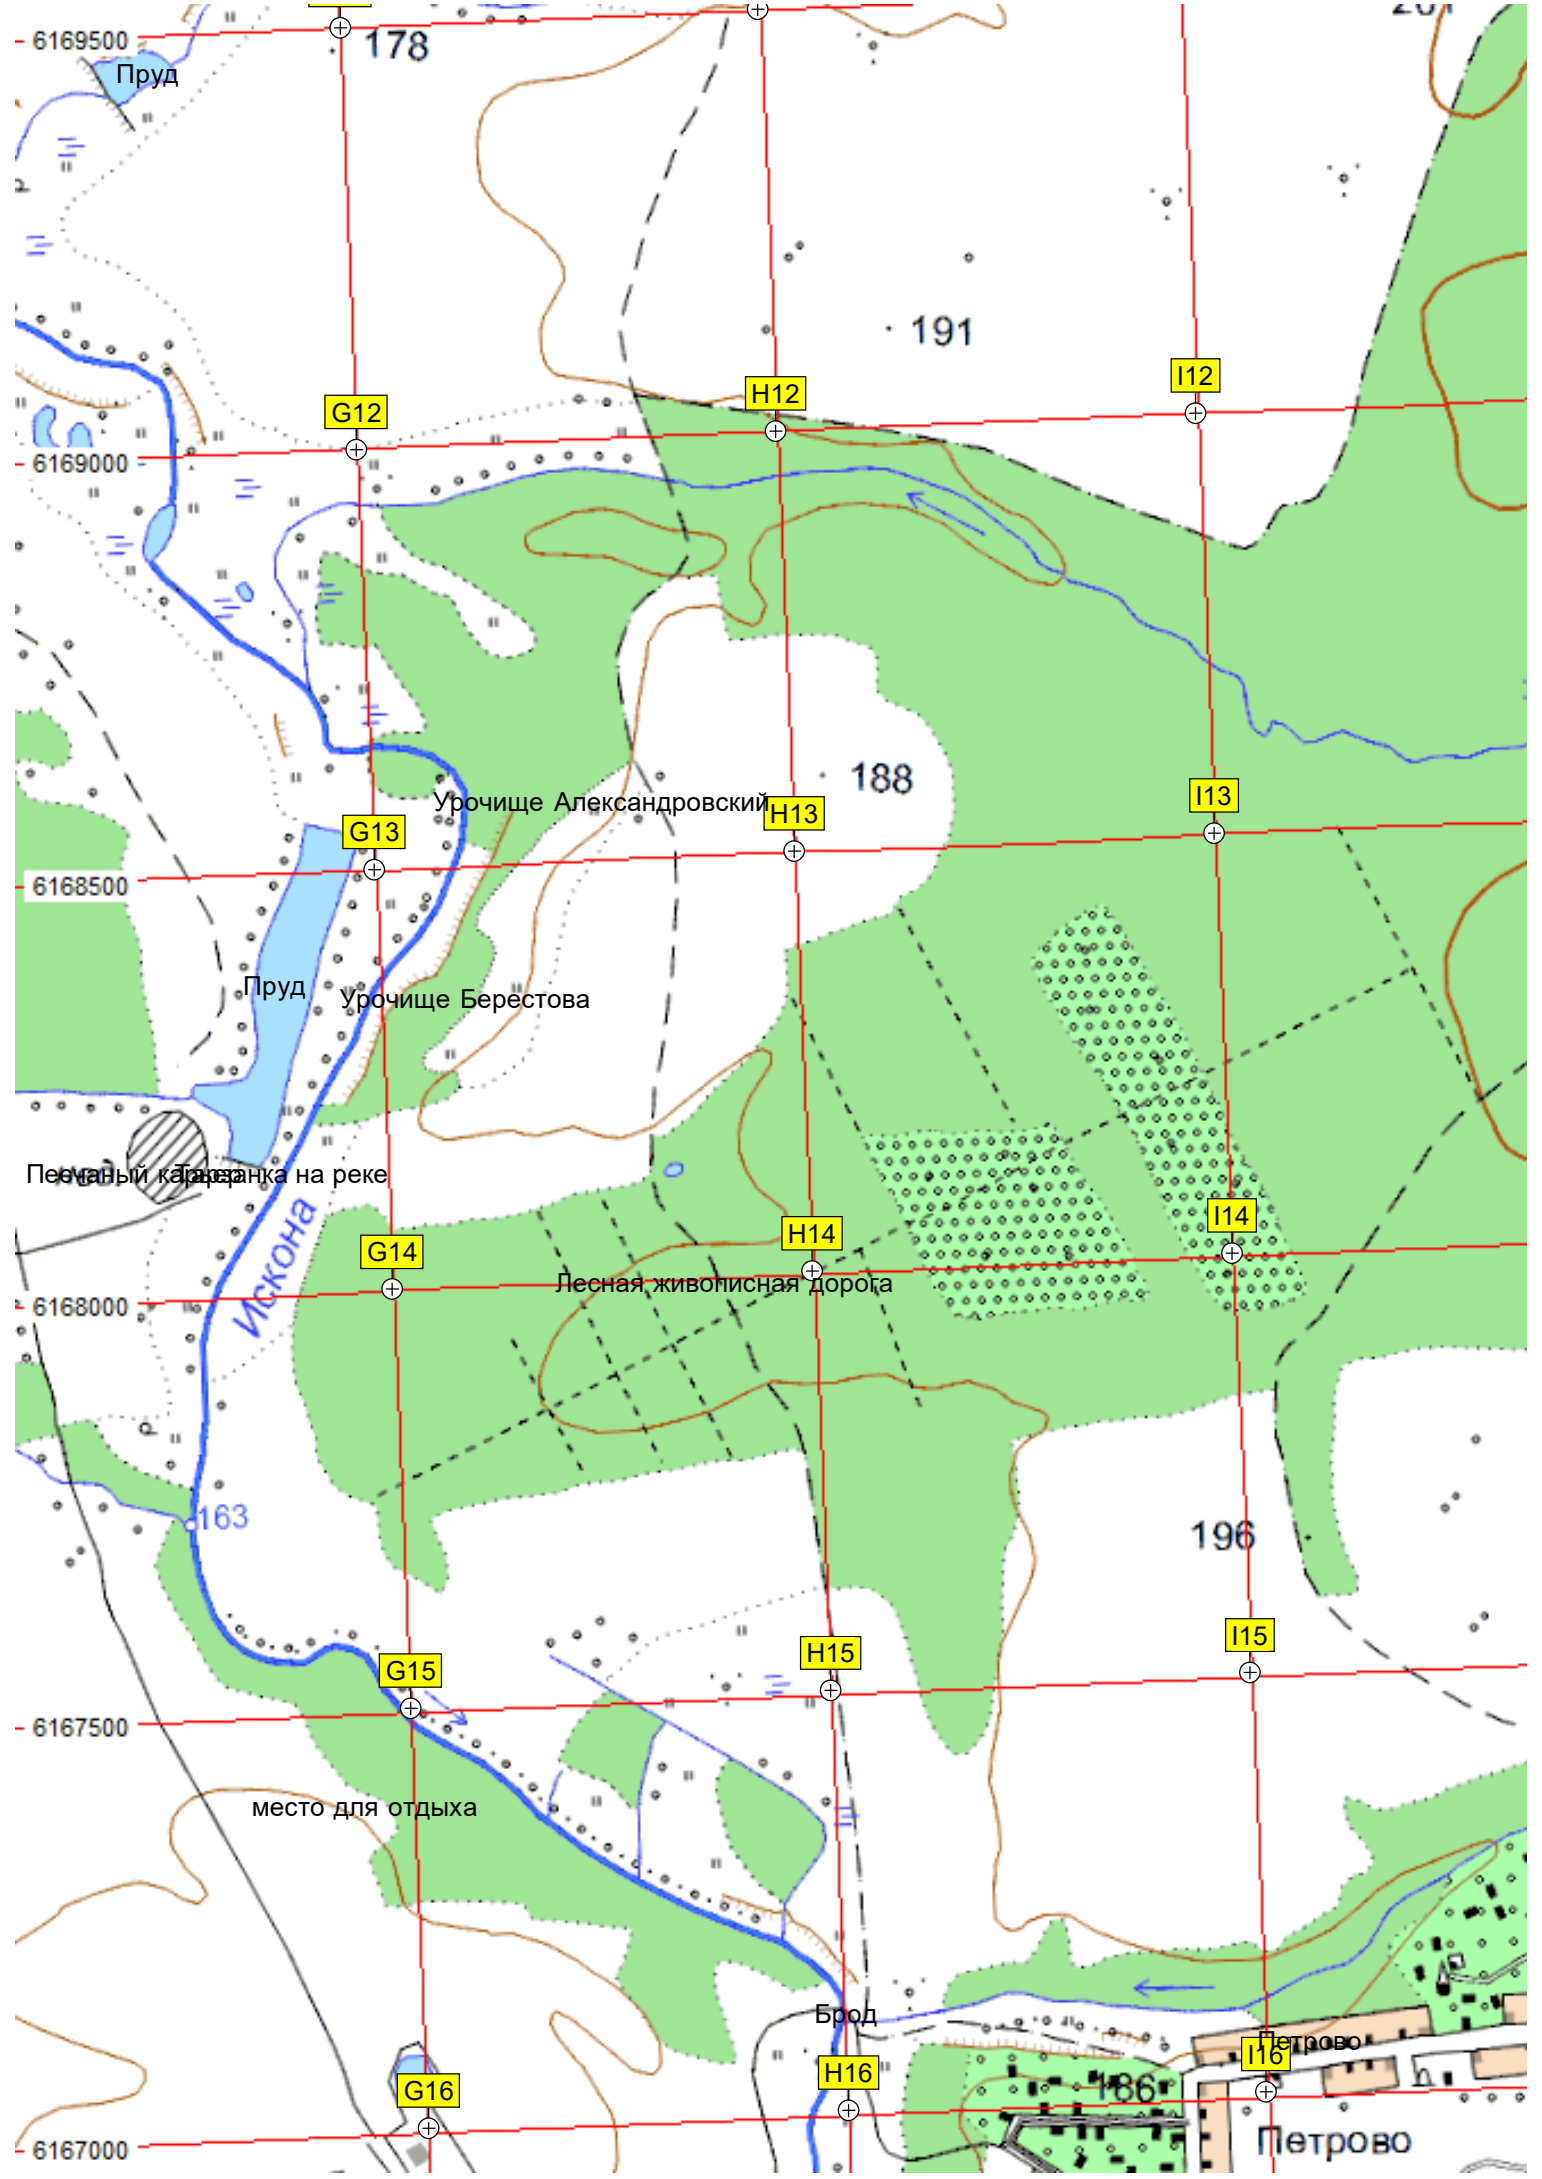 6169500
178
Пруд
191
I12
H12
G12
6169000
188
I13
Урочище Александровский
H13
G13
6168500
Пруд
Урочище Берестова
Песчаный карьер
Тарзанка на реке
Искона
I14
H14
G14
Лесная живописная дорога
6168000
163
196
I15
H15
G15
6167500
место для отдыха
Брод
Петрово
I16
H16
G16
186
6167000
Петрово